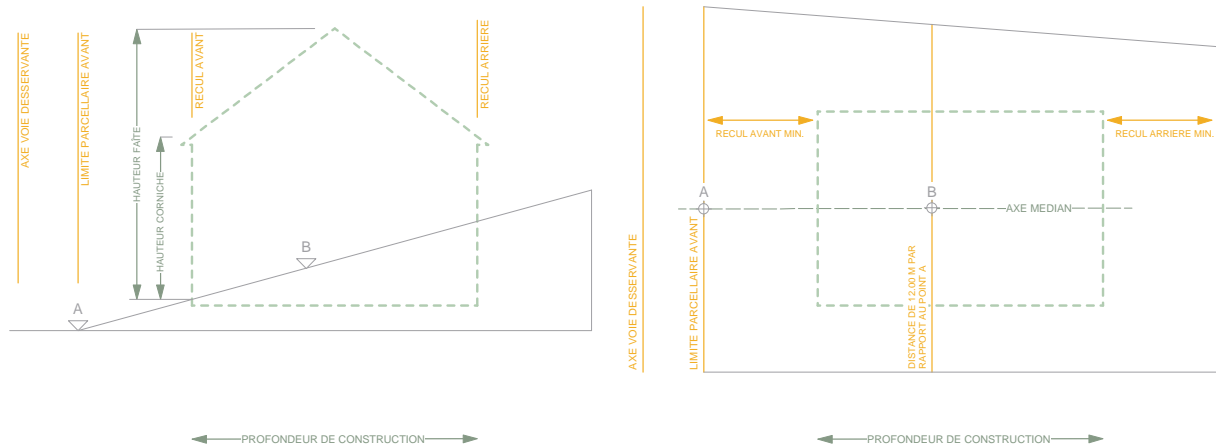 AXE VOIE DESSERVANTE
LIMITE PARCELLAIRE AVANT
HAUTEUR FAÎTE
HAUTEUR CORNICHE
RECUL AVANT
RECUL ARRIERE
A
B
PROFONDEUR DE CONSTRUCTION
AXE VOIE DESSERVANTE
LIMITE PARCELLAIRE AVANT
RECUL AVANT MIN.
RECUL ARRIERE MIN.
A
B
AXE MEDIAN
DISTANCE DE 12.00 M PAR
RAPPORT AU POINT A
PROFONDEUR DE CONSTRUCTION